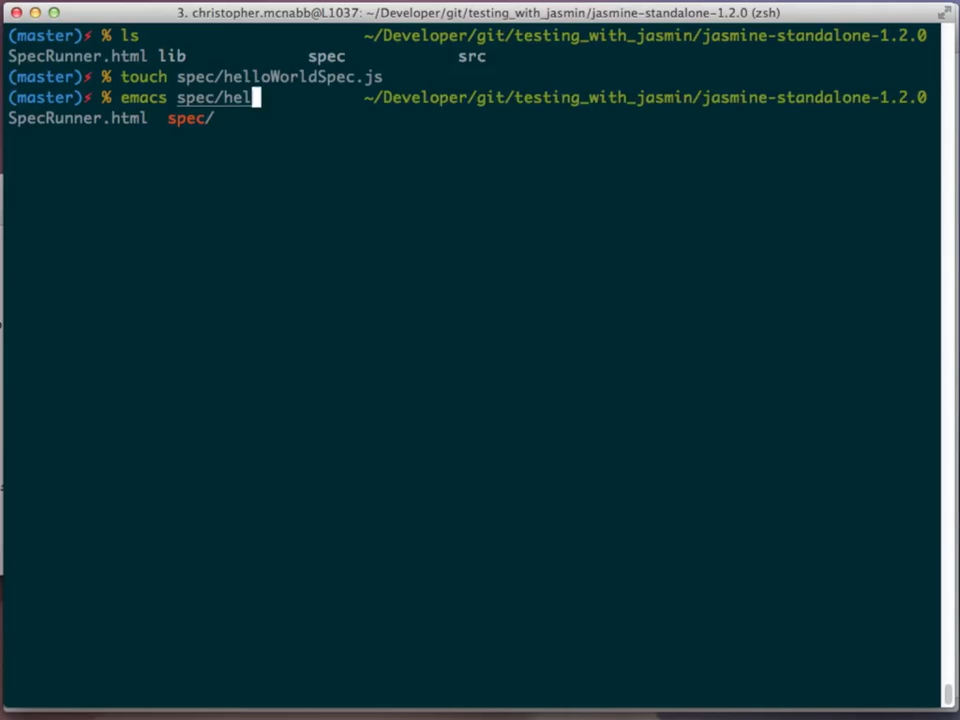 3. christopher.mcnabb@L1037: ~/Developer/git/testing_with_jasmin/jasmine-standalone-1.2.0 (zsh)
(master)⚡ % ls ~/Developer/git/testing_with_jasmin/jasmine-standalone-1.2.0
SpecRunner.html lib spec src
(master)⚡ % touch spec/helloWorldSpec.js
(master)⚡ % emacs spec/hel ~/Developer/git/testing_with_jasmin/jasmine-standalone-1.2.0
SpecRunner.html spec/